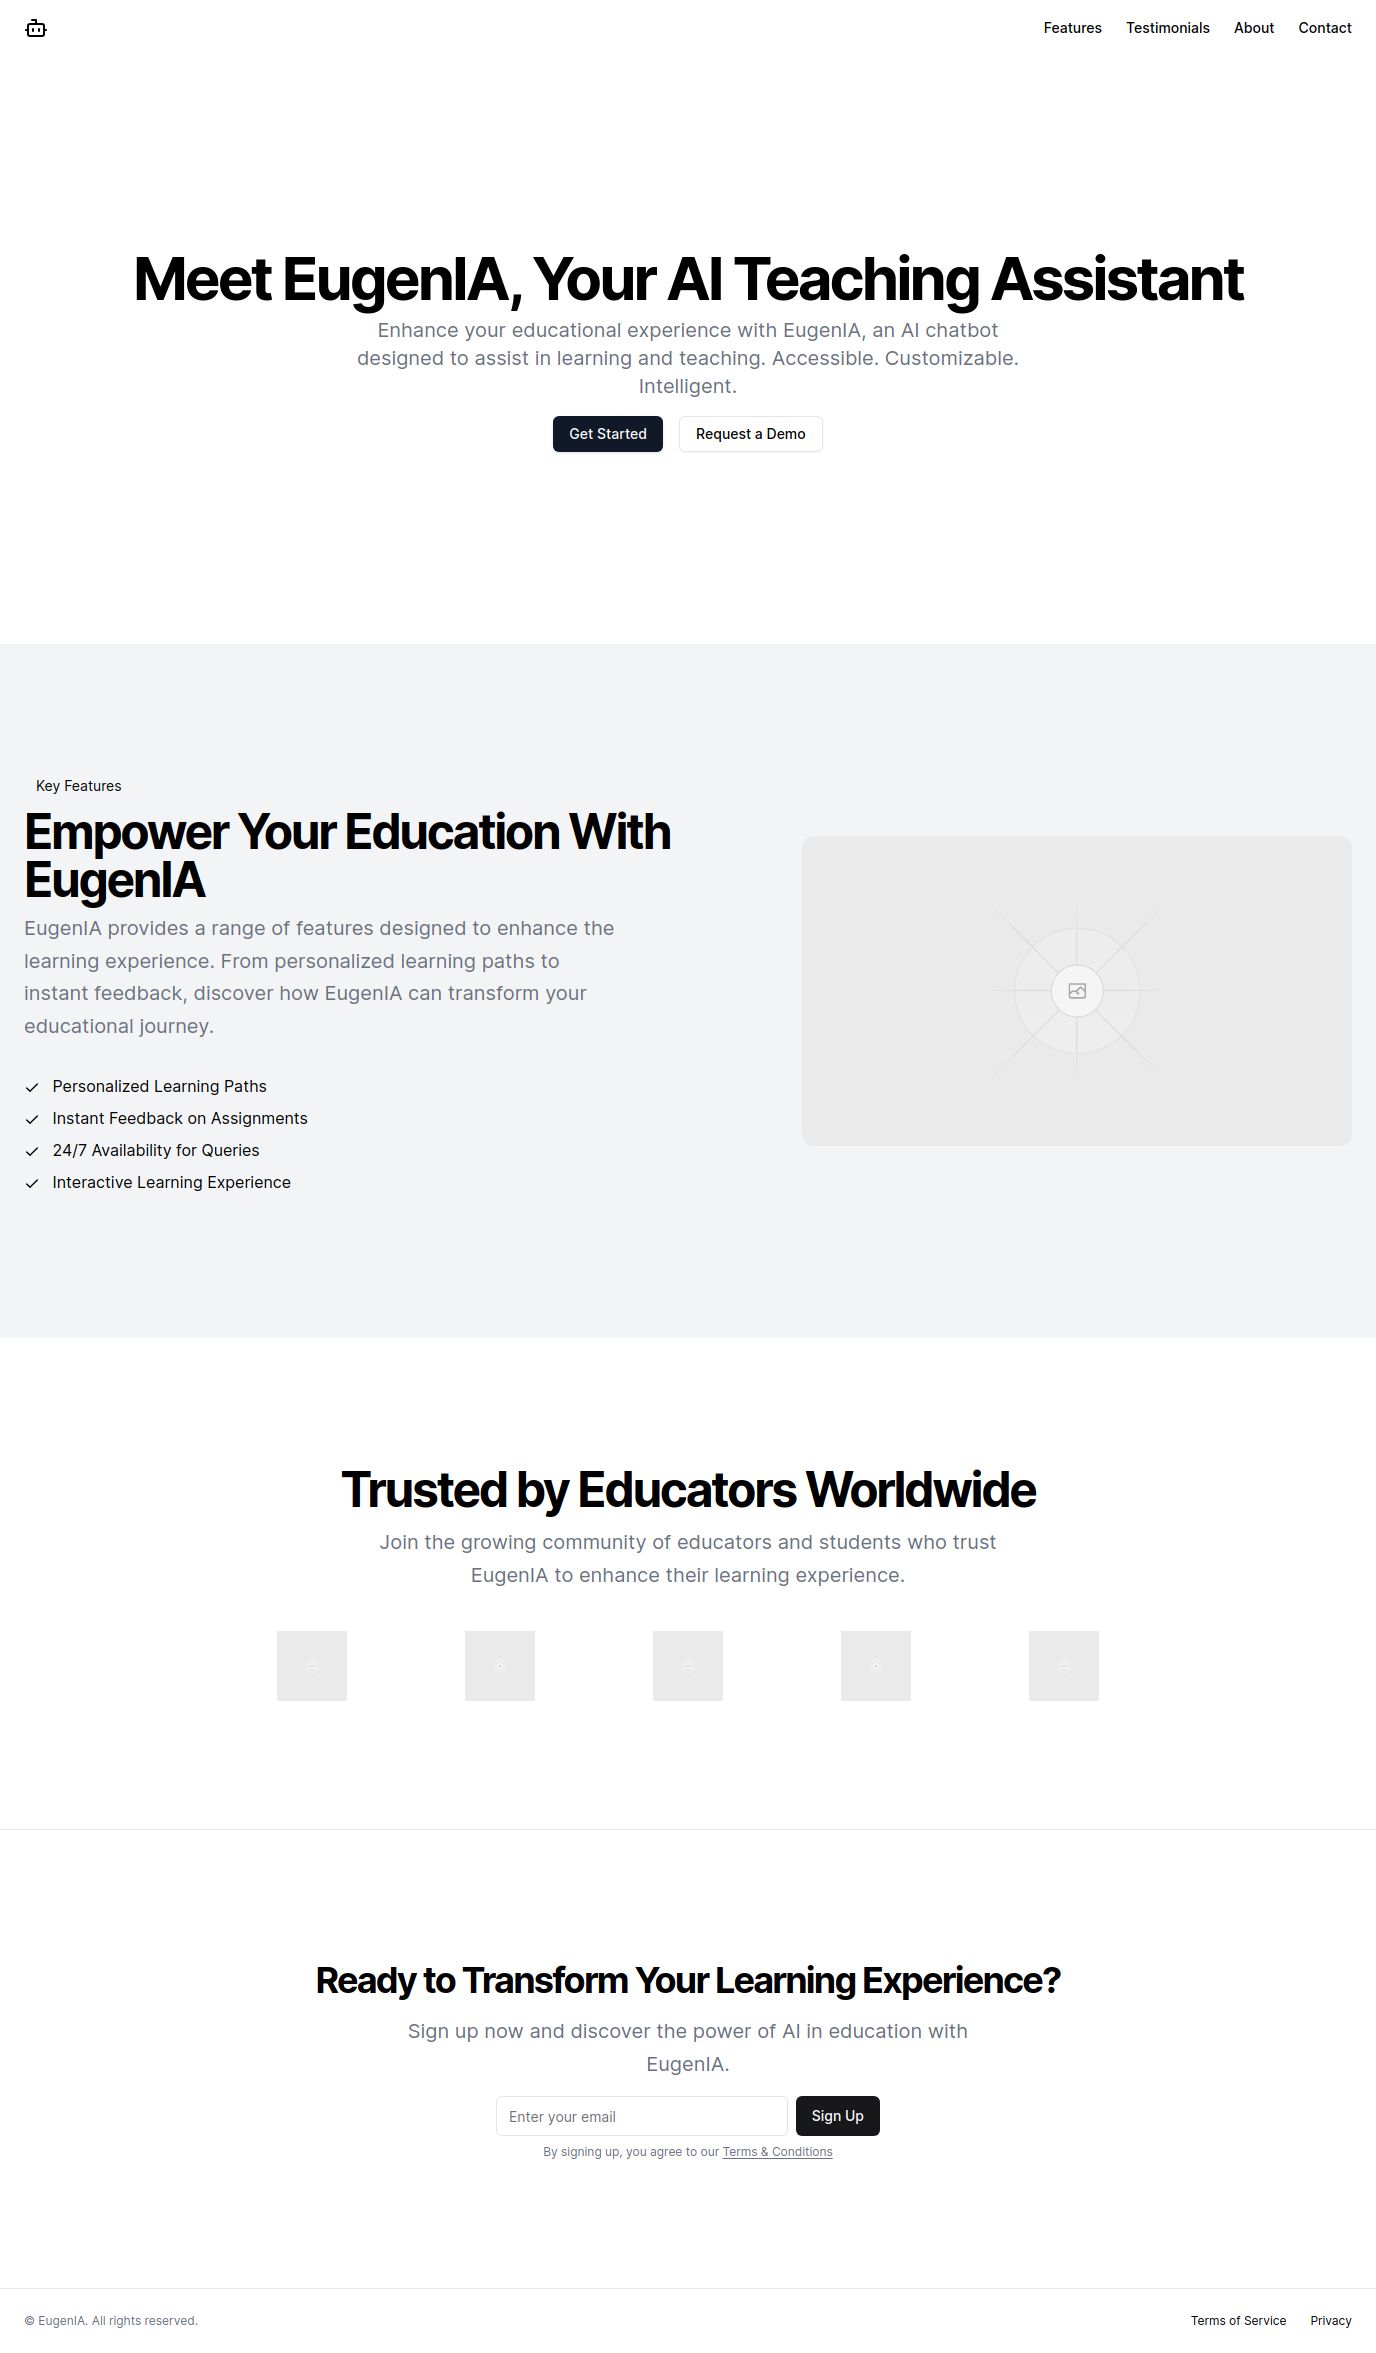 Features Testimonials About Contact
Meet EugenIA, Your AI Teaching Assistant
Enhance your educational experience with EugenIA, an AI chatbot
designed to assist in learning and teaching. Accessible. Customizable.
Intelligent.
Get Started Request a Demo
Key Features
Empower Your Education With
EugenIA
EugenIA provides a range of features designed to enhance the
learning experience. From personalized learning paths to
instant feedback, discover how EugenIA can transform your
educational journey.
Personalized Learning Paths
Instant Feedback on Assignments
24/7 Availability for Queries
Interactive Learning Experience
Trusted by Educators Worldwide
Join the growing community of educators and students who trust
EugenIA to enhance their learning experience.
Ready to Transform Your Learning Experience?
Sign up now and discover the power of AI in education with
EugenIA.
Enter your email Sign Up
By signing up, you agree to our Terms & Conditions
© EugenIA. All rights reserved. Terms of Service Privacy